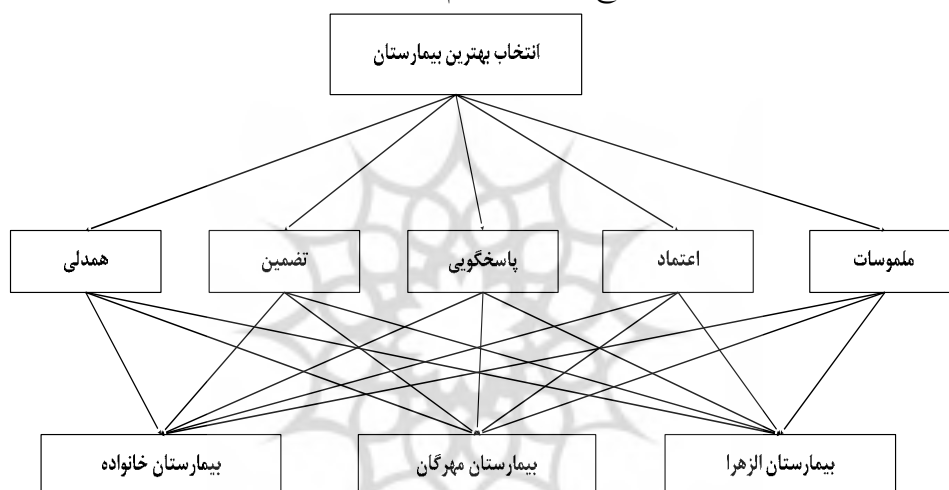 انتخاب بهترین بیمارستان
ملموسات
اعتماد
پاسخگویی
تضمین
همدلی
بیمارستان الزهرا
بیمارستان مهرگان
بیمارستان خانواده